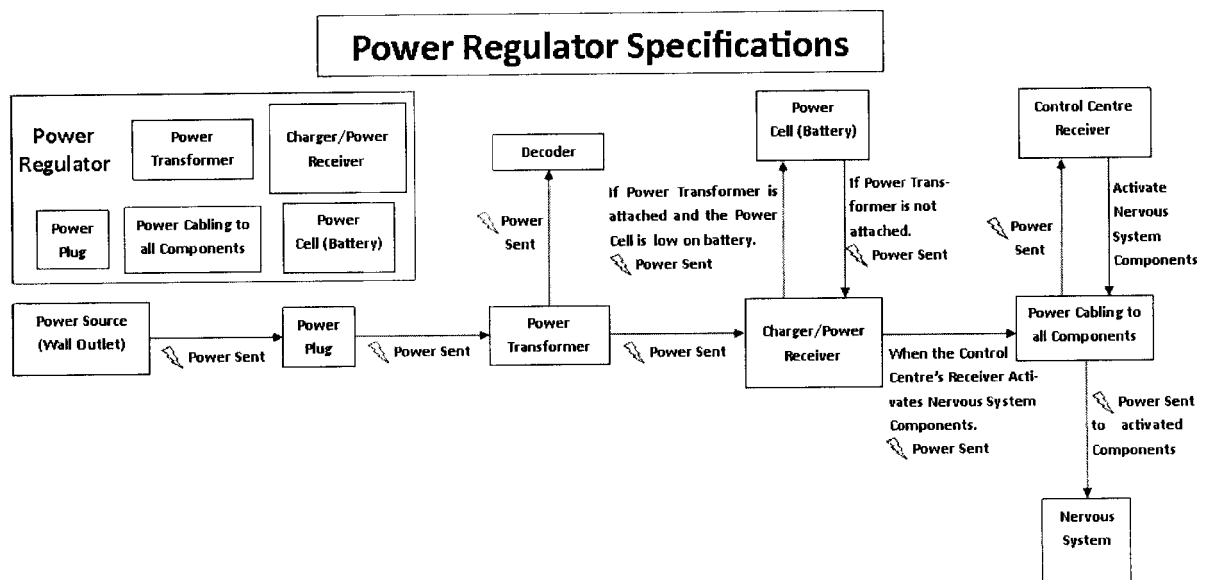 Power Regulator Specifications
Power
Regulator
Power
Transformer
Charger/Power
Receiver
Power
Plug
Power Cabling to
all Components
Power
Cell (Battery)
Decoder
Power
Cell (Battery)
Control Centre
Receiver
Power
Sent
If Power Transformer is
attached and the Power
Cell is low on battery.
Power Sent
If Power Trans-
former is not
attached.
Power Sent
Power
Sent
Activate
Nervous
System
Components
Power Source
(Wall Outlet)
Power Sent
Power
Plug
Power Sent
Power
Transformer
Power Sent
Charger/Power
Receiver
When the Control
Centre's Receiver Acti-
vates Nervous System
Components.
Power Sent
Power Cabling to
all Components
Power Sent
to activated
Components
Nervous
System